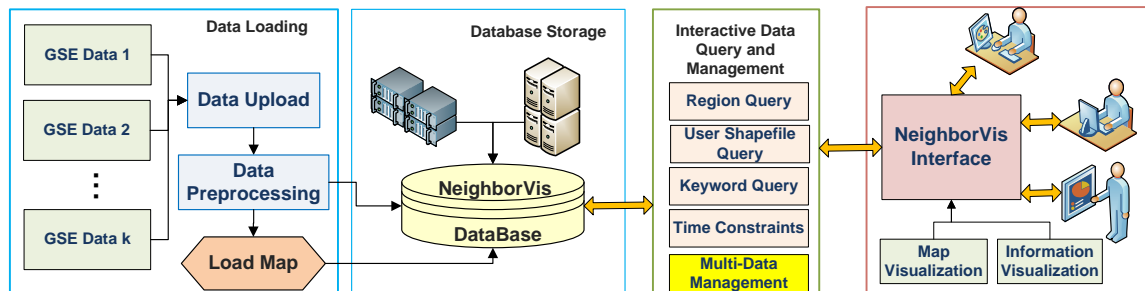 Data Loading
GSE Data 1
GSE Data 2
GSE Data k
Data Upload
Data
Preprocessing
Load Map
Database Storage
NeighborVis
DataBase
Interactive Data
Query and
Management
Region Query
User Shapefile
Query
Keyword Query
Time Constraints
Multi-Data
Management
NeighborVis
Interface
Map
Visualization
Information
Visualization